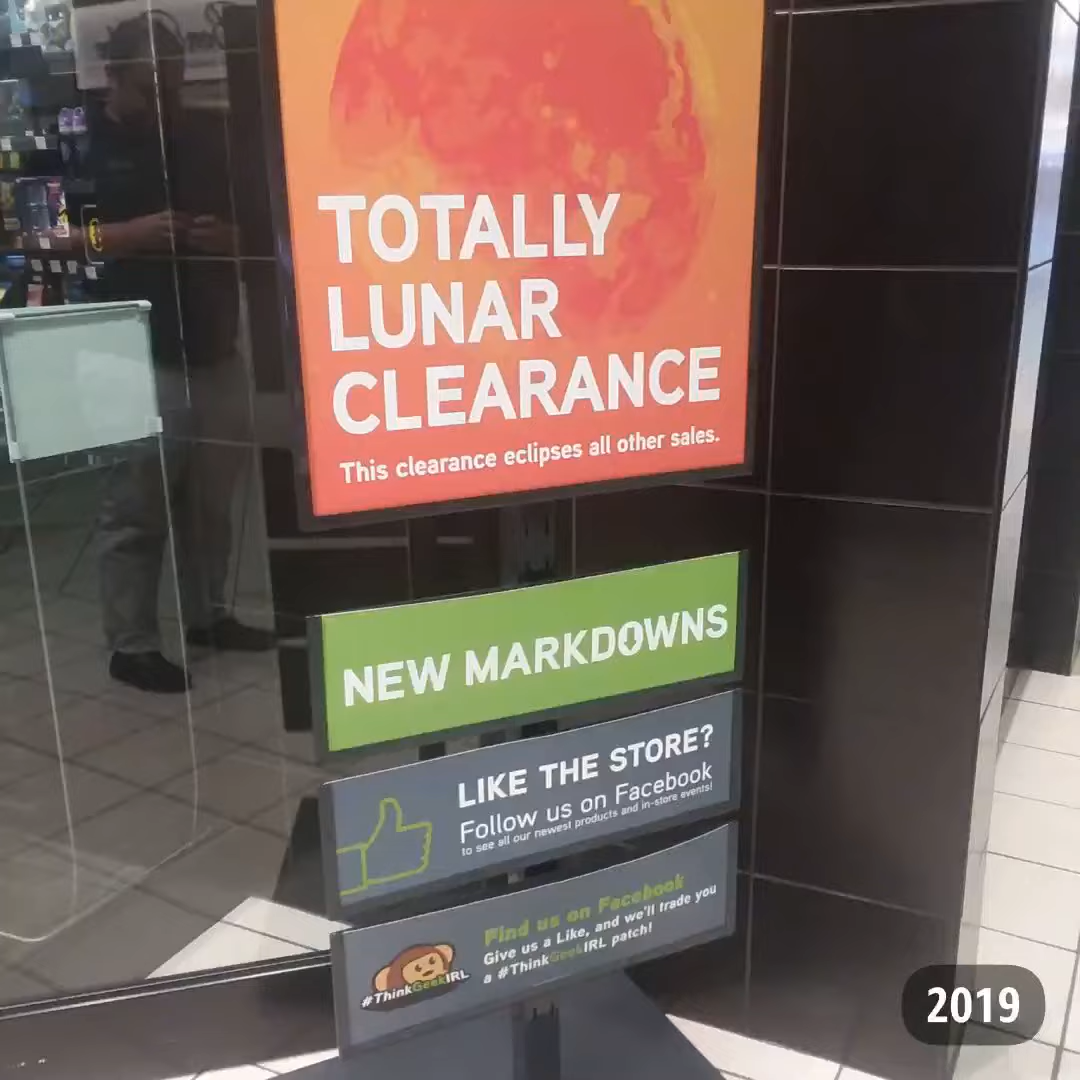 TOTALLY
LUNAR
CLEARANCE
This clearance eclipses all other sales.
NEW MARKDOWNS
LIKE THE STORE?
Follow us on Facebook
to see all our newest products and in-store events!
Find us on Facebook
Give us a Like, and we'll trade you
a #ThinkGeekIRL patch!
#ThinkGeekIRL
2019